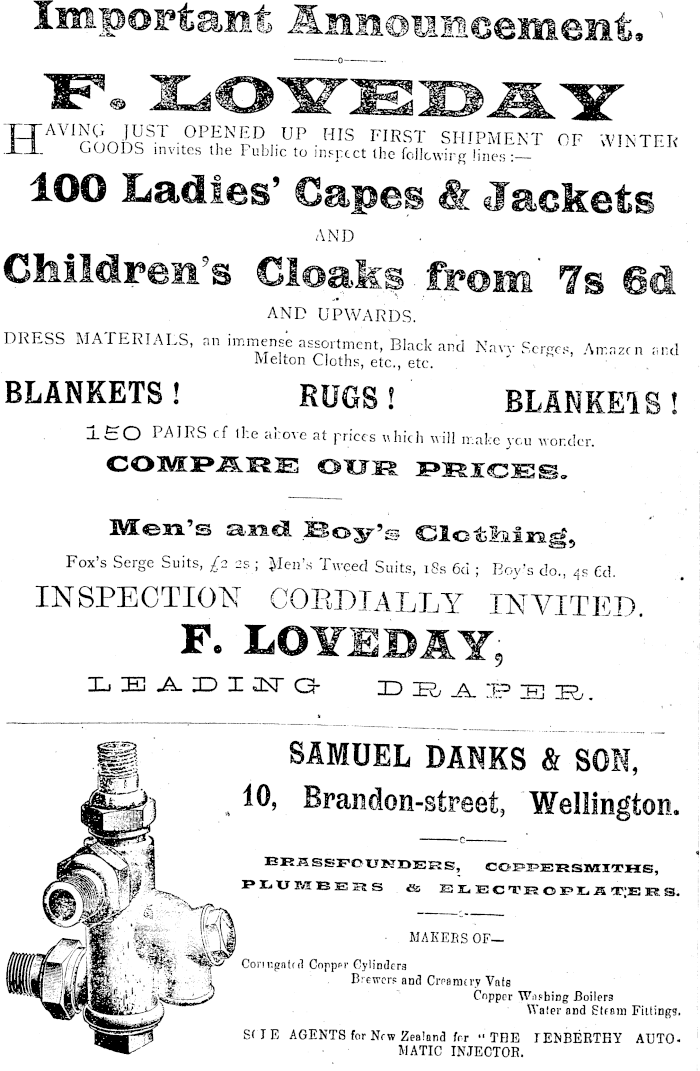 Important Announcement.
F. LOVEDAY
HAVING JUST OPENED UP HIS FIRST SHIPMENT OF WINTER
GOODS invites the Public to inspect the following lines :—
100 Ladies' Capes & Jackets
AND
Children's Cloaks from 7s 6d
AND UPWARDS.
DRESS MATERIALS, an immense assortment, Black and Navy Serges, Amazon and
Melton Cloths, etc., etc.
BLANKETS! RUGS! BLANKETS!
150 PAIRS of the above at prices which will make you wonder.
COMPARE OUR PRICES.
Men's and Boy's Clothing,
Fox's Serge Suits, £2 2s; Men's Tweed Suits, 18s 6d; Boy's do., 4s 6d.
INSPECTION CORDIALLY INVITED.
F. LOVEDAY,
LEADING DRAPER.
SAMUEL DANKS & SON,
10, Brandon-street, Wellington.
BRASSFOUNDERS, COPPERSMITHS,
PLUMBERS & ELECTROPLATERS.
MAKERS OF—
Corrugated Copper Cylinders
Brewers and Creamery Vats
Copper Washing Boilers
Water and Steam Fittings.
SOLE AGENTS for New Zealand for "THE PENBERTHY AUTO-
MATIC INJECTOR.